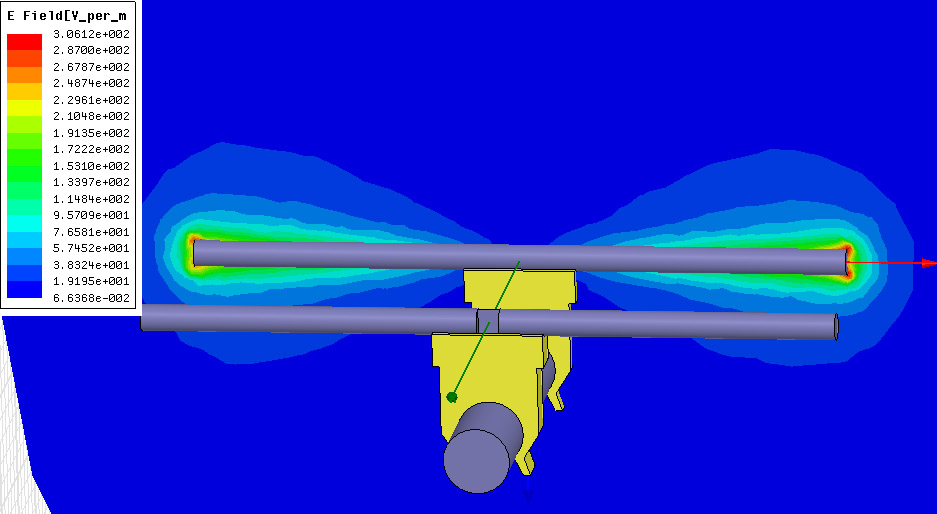 E Field[V_per_m
3.0612e+002
2.8700e+002
2.6787e+002
2.4874e+002
2.2961e+002
2.1048e+002
1.9135e+002
1.7222e+002
1.5310e+002
1.3397e+002
1.1484e+002
9.5709e+001
7.6581e+001
5.7452e+001
3.8324e+001
1.9195e+001
6.6368e-002